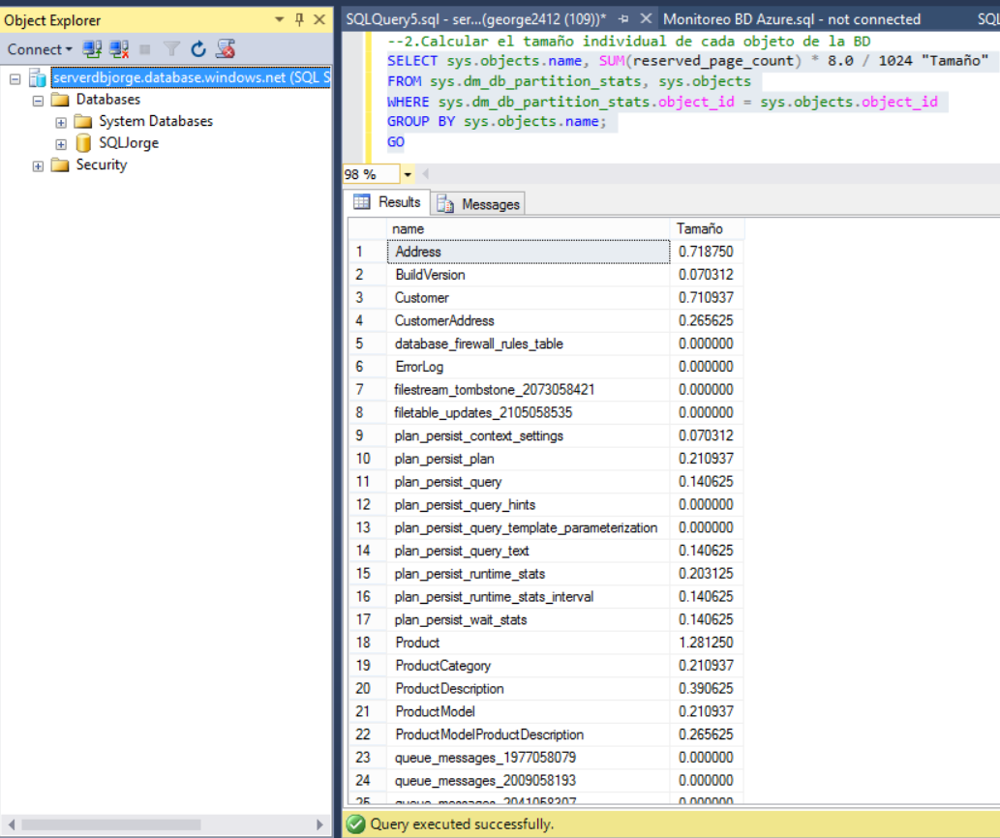 Object Explorer
Connect
serverdbjorge.database.windows.net (SQL S
Databases
System Databases
SQLJorge
Security
SQLQuery5.sql - ser...(george2412 (109))*
Monitoreo BD Azure.sql - not connected
SQL
--2.Calcular el tamaño individual de cada objeto de la BD
SELECT sys.objects.name, SUM(reserved_page_count) * 8.0 / 1024 "Tamaño"
FROM sys.dm_db_partition_stats, sys.objects
WHERE sys.dm_db_partition_stats.object_id = sys.objects.object_id
GROUP BY sys.objects.name;
GO
98 %
Results Messages
name Tamaño
1 Address 0.718750
2 BuildVersion 0.070312
3 Customer 0.710937
4 CustomerAddress 0.265625
5 database_firewall_rules_table 0.000000
6 ErrorLog 0.000000
7 filestream_tombstone_2073058421 0.000000
8 filetable_updates_2105058535 0.000000
9 plan_persist_context_settings 0.070312
10 plan_persist_plan 0.210937
11 plan_persist_query 0.140625
12 plan_persist_query_hints 0.000000
13 plan_persist_query_template_parameterization 0.000000
14 plan_persist_query_text 0.140625
15 plan_persist_runtime_stats 0.203125
16 plan_persist_runtime_stats_interval 0.140625
17 plan_persist_wait_stats 0.140625
18 Product 1.281250
19 ProductCategory 0.210937
20 ProductDescription 0.390625
21 ProductModel 0.210937
22 ProductModelProductDescription 0.265625
23 queue_messages_1977058079 0.000000
24 queue_messages_2009058193 0.000000
25 queue_messages_2041058307 0.000000
Query executed successfully.